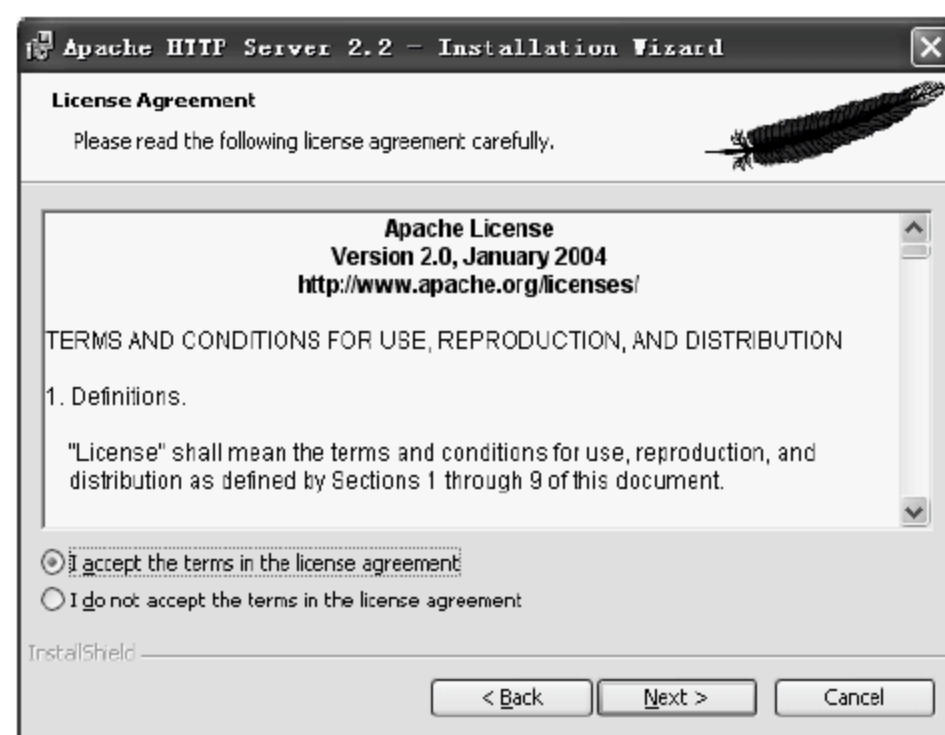 Apache HTTP Server 2.2 - Installation Wizard
License Agreement
Please read the following license agreement carefully.
Apache License
Version 2.0, January 2004
http://www.apache.org/licenses/
TERMS AND CONDITIONS FOR USE, REPRODUCTION, AND DISTRIBUTION
1. Definitions.
"License" shall mean the terms and conditions for use, reproduction, and
distribution as defined by Sections 1 through 9 of this document.
I accept the terms in the license agreement
I do not accept the terms in the license agreement
InstallShield
< Back Next > Cancel